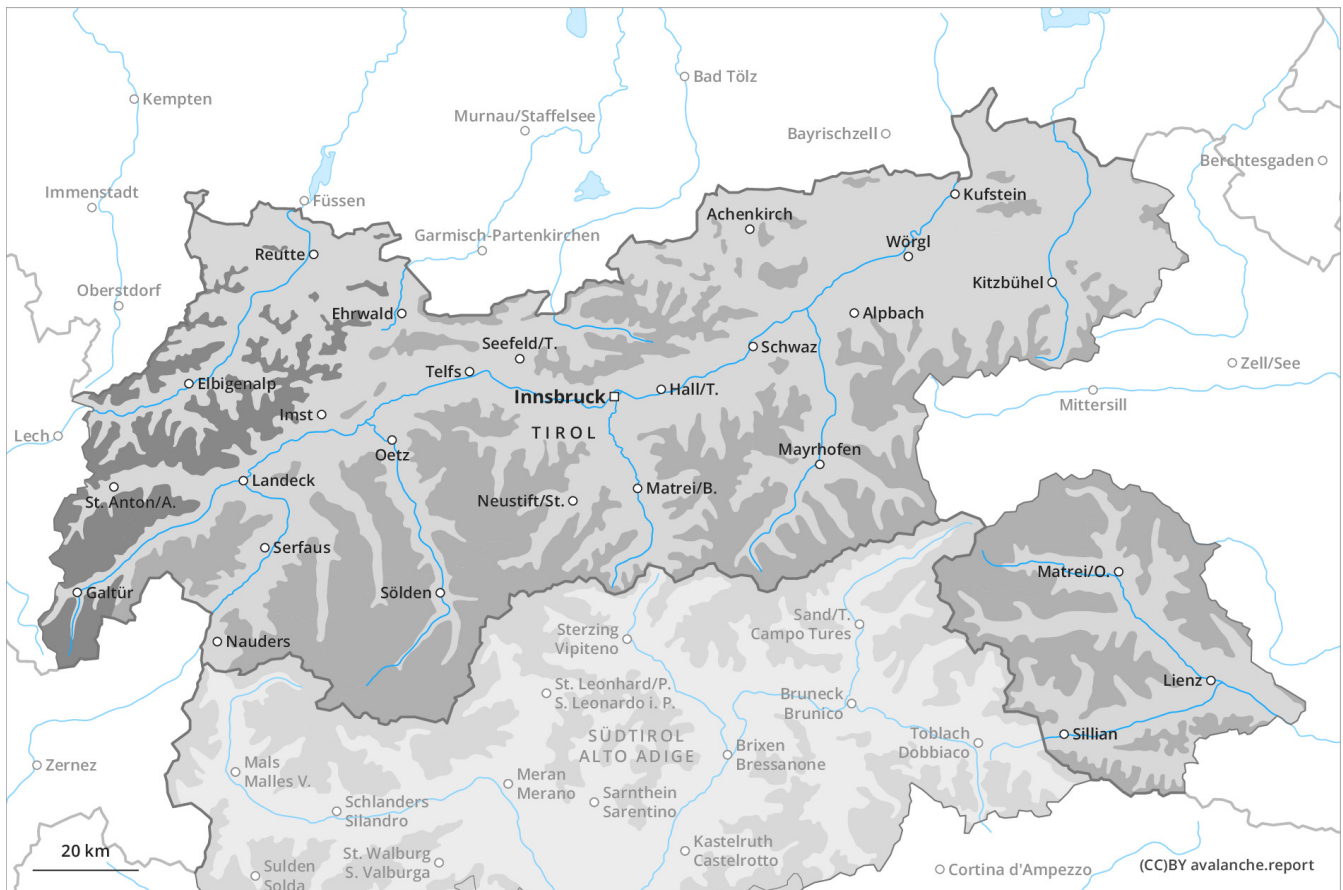 Bad Tölz
Kempten
Murnau/Staffelsee
Bayrischzell
Berchtesgaden
Immenstadt
Füssen
Kufstein
Achenkirch
Garmisch-Partenkirchen
Wörgl
Reutte
Oberstdorf
Kitzbühel
Ehrwald
Alpbach
Seefeld/T.
Schwaz
Zell/See
Telfs
Elbigenalp
Hall/T.
Innsbruck
Mittersill
Imst
TIROL
Lech
Oetz
Mayrhofen
Landeck
Matrei/B.
St. Anton/A.
Neustift/St.
Serfaus
Matrei/O.
Galtür
Sölden
Sand/T.
Campo Tures
Sterzing
Vipiteno
Nauders
Lienz
St. Leonhard/P.
S. Leonardo i. P.
Bruneck
Brunico
Sillian
SÜDTIROL
ALTO ADIGE
Toblach
Dobbiaco
Brixen
Bressanone
Zernez
Mals
Malles V.
Meran
Merano
Sarnthein
Sarentino
Schlanders
Silandro
Kastelruth
Castelrotto
20 km
St. Walburg
S. Valburga
Sulden
Solda
Cortina d'Ampezzo
(CC)BY avalanche.report